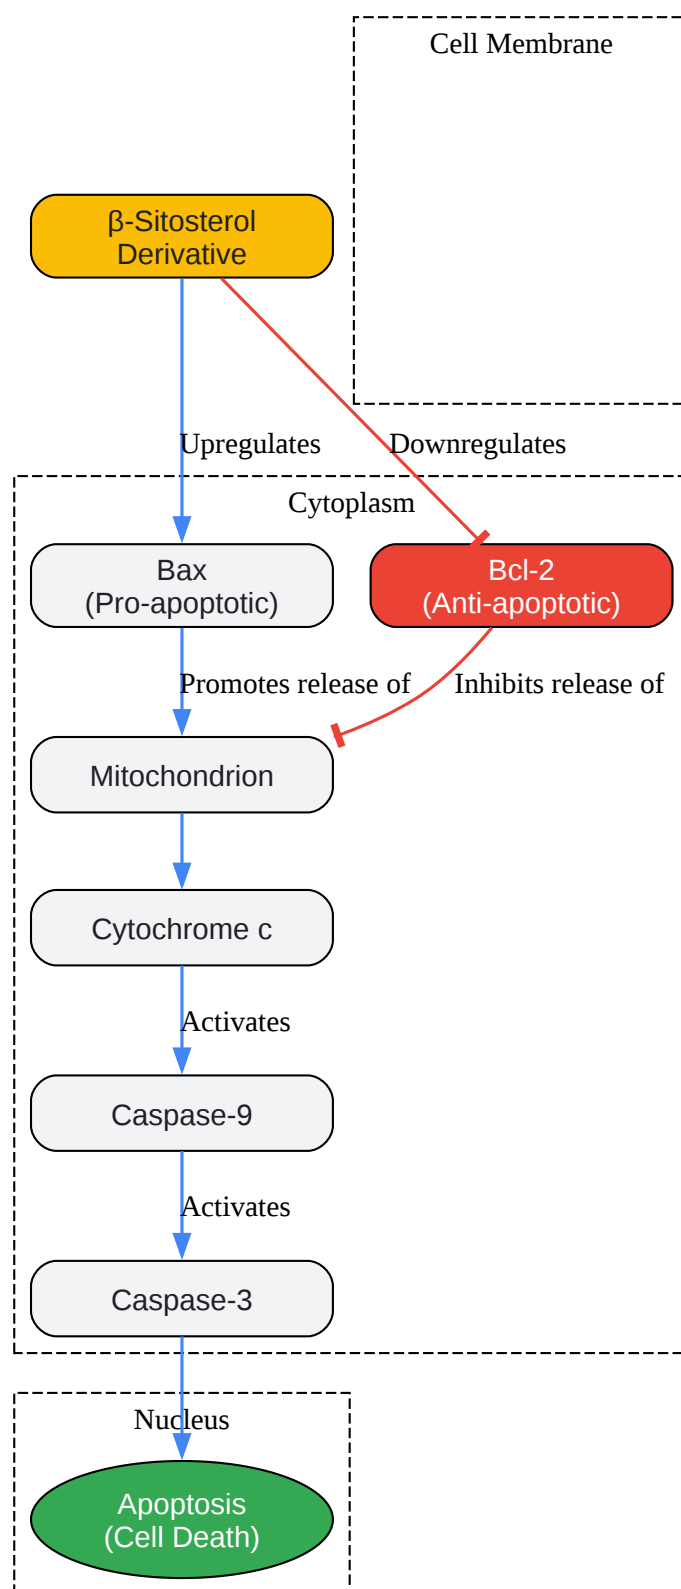 Cell Membrane
β-Sitosterol
Derivative
Upregulates
Downregulates
Cytoplasm
Bax
(Pro-apoptotic)
Bcl-2
(Anti-apoptotic)
Promotes release of
Inhibits release of
Mitochondrion
Cytochrome c
Activates
Caspase-9
Activates
Caspase-3
Nucleus
Apoptosis
(Cell Death)